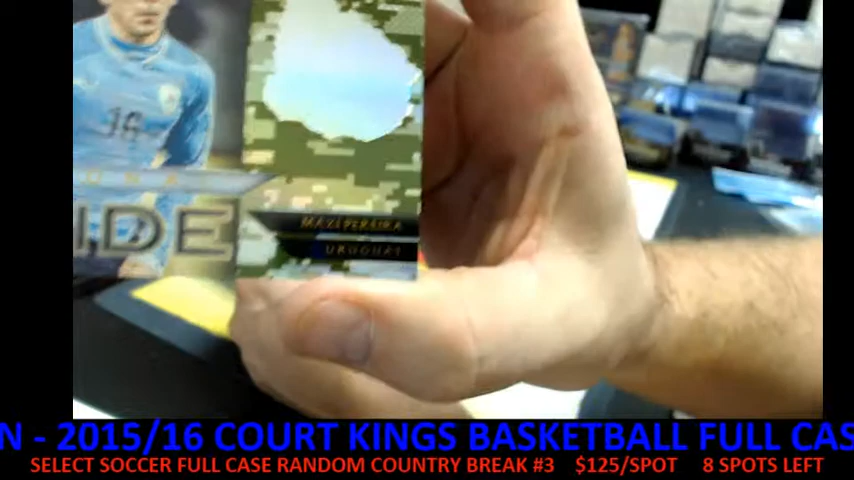 16
IDE
MAXI PEREIRA
URUGUAY
N - 2015/16 COURT KINGS BASKETBALL FULL CAS
SELECT SOCCER FULL CASE RANDOM COUNTRY BREAK #3 $125/SPOT 8 SPOTS LEFT